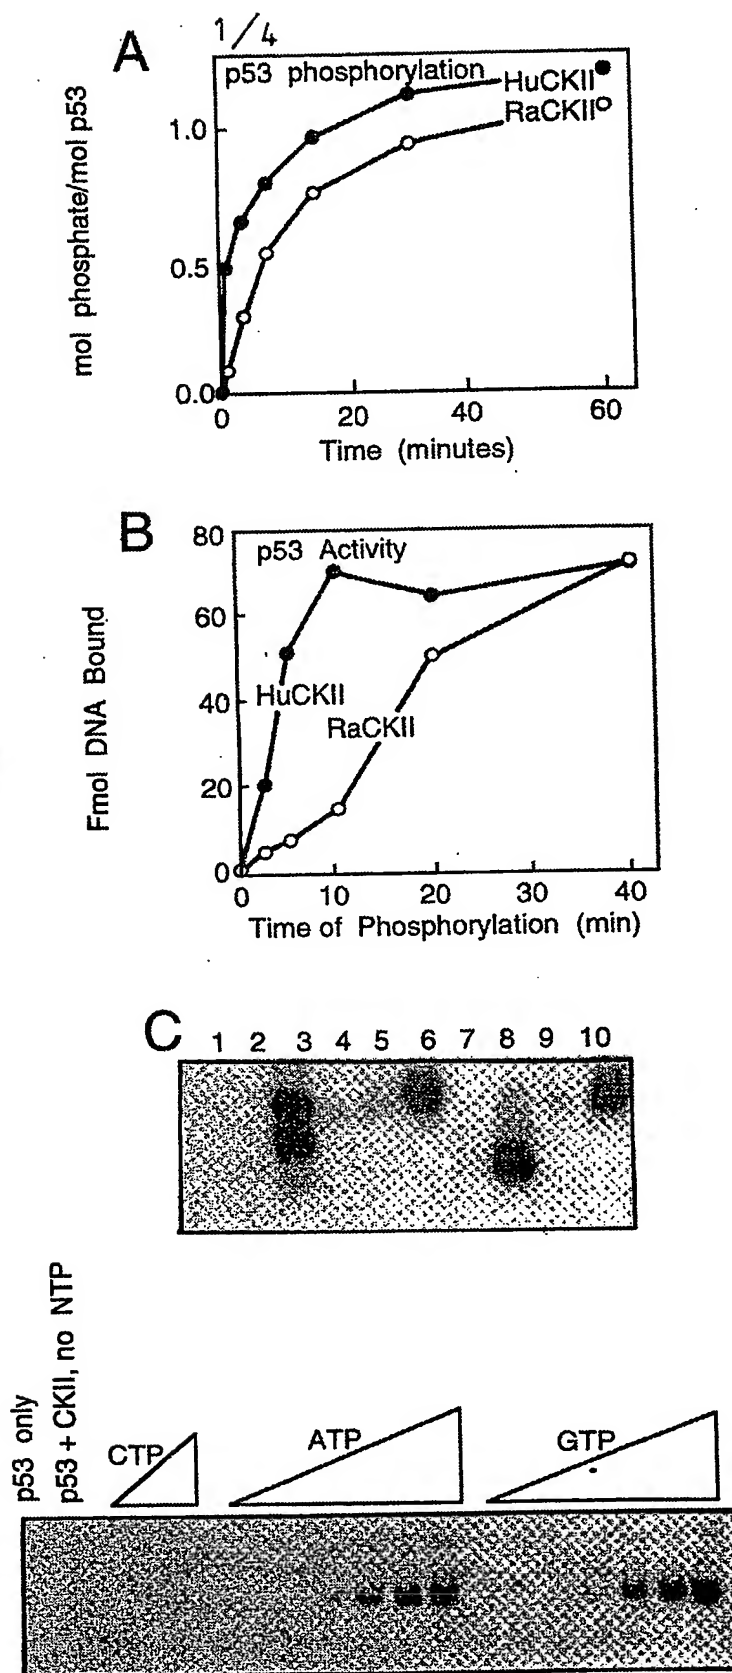 1/4
A
p53 phosphorylation
HuCKII
RaCKII
1.0
0.5
0.0
mol phosphate/mol p53
0 20 40 60
Time (minutes)
B
p53 Activity
80
60
40
20
0
HuCKII
RaCKII
Fmol DNA Bound
0 10 20 30 40
Time of Phosphorylation (min)
C
1 2 3 4 5 6 7 8 9 10
p53 only
p53 + CKII, no NTP
CTP
ATP
GTP